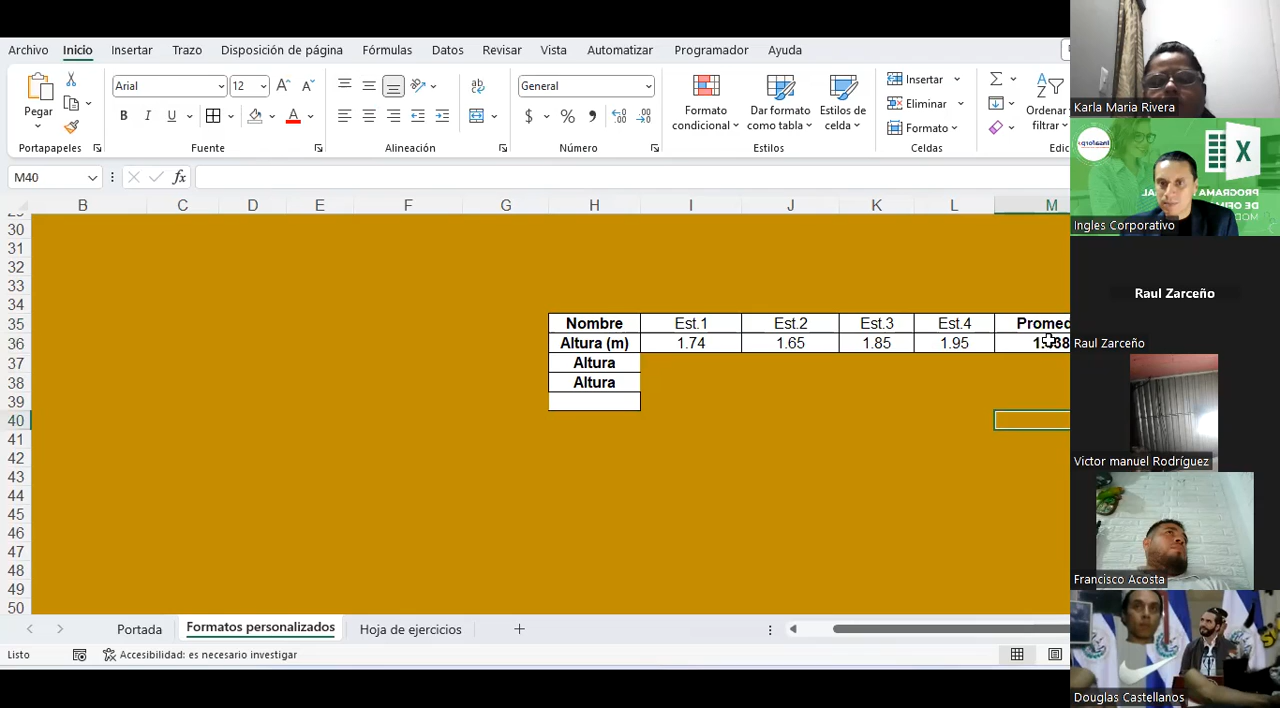 Archivo Inicio Insertar Trazo Disposición de página Fórmulas Datos Revisar Vista Automatizar Programador Ayuda
Pegar
Portapapeles
Arial 12
Fuente
Alineación
General
Número
Formato condicional
Dar formato como tabla
Estilos de celda
Estilos
Insertar
Eliminar
Formato
Celdas
Ordenar
filtrar
M40
B C D E F G H I J K L M
30
31
32
33
34
35 Nombre Est.1 Est.2 Est.3 Est.4 Promed
36 Altura (m) 1.74 1.65 1.85 1.95
37 Altura
38 Altura
39
40
41
42
43
44
45
46
47
48
49
50
Portada Formatos personalizados Hoja de ejercicios
Listo Accesibilidad: es necesario investigar
Karla Maria Rivera
Ingles Corporativo
Raul Zarceño
Raul Zarceño
Victor manuel Rodríguez
Francisco Acosta
Douglas Castellanos